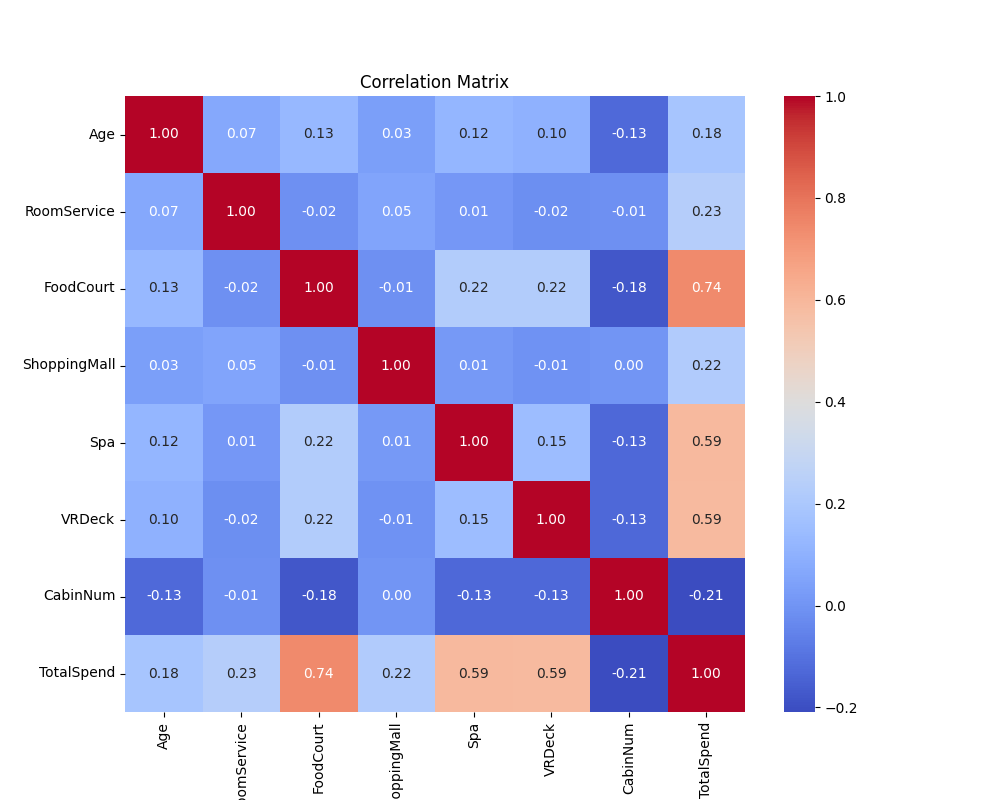 Correlation Matrix
Age 1.00 0.07 0.13 0.03 0.12 0.10 -0.13 0.18
RoomService 0.07 1.00 -0.02 0.05 0.01 -0.02 -0.01 0.23
FoodCourt 0.13 -0.02 1.00 -0.01 0.22 0.22 -0.18 0.74
ShoppingMall 0.03 0.05 -0.01 1.00 0.01 -0.01 0.00 0.22
Spa 0.12 0.01 0.22 0.01 1.00 0.15 -0.13 0.59
VRDeck 0.10 -0.02 0.22 -0.01 0.15 1.00 -0.13 0.59
CabinNum -0.13 -0.01 -0.18 0.00 -0.13 -0.13 1.00 -0.21
TotalSpend 0.18 0.23 0.74 0.22 0.59 0.59 -0.21 1.00
Age
oomService
FoodCourt
oppingMall
Spa
VRDeck
CabinNum
TotalSpend
1.0
0.8
0.6
0.4
0.2
0.0
−0.2